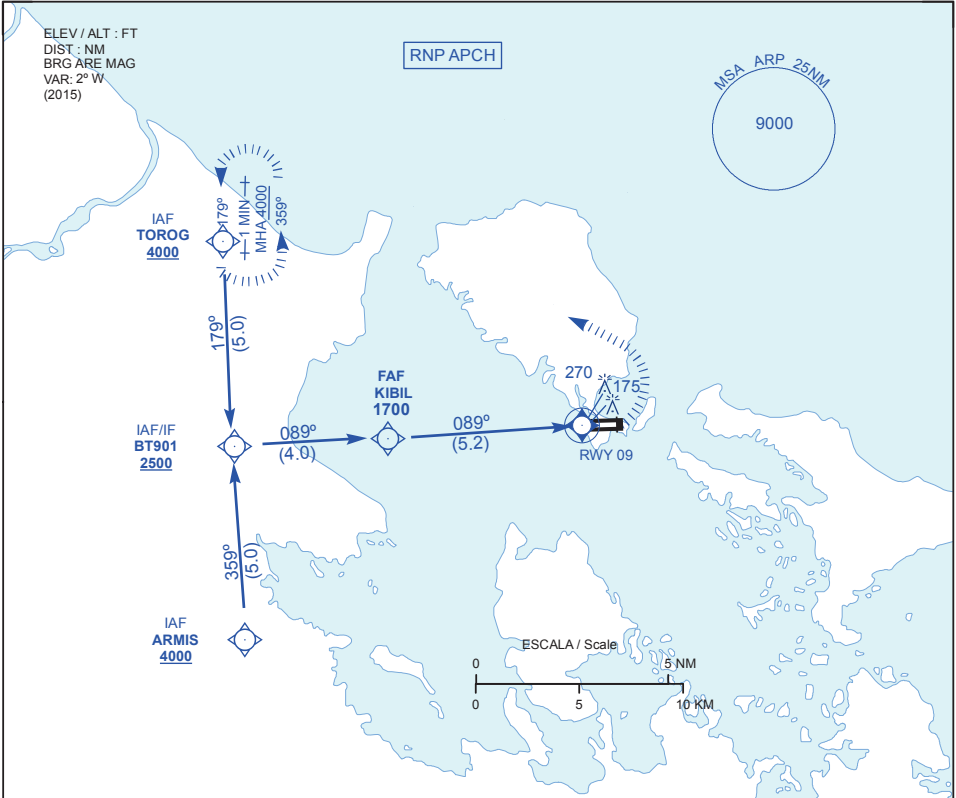 ELEV / ALT : FT
DIST : NM
BRG ARE MAG
VAR: 2º W
(2015)
RNP APCH
MSA ARP 25NM
9000
IAF
TOROG
4000
179º
1 MIN
MHA 4000
359º
179º
(5.0)
FAF
KIBIL
1700
270
175
IAF/IF
BT901
2500
089º
(4.0)
089º
(5.2)
RWY 09
359º
(5.0)
IAF
ARMIS
4000
ESCALA / Scale
0
5 NM
0
5
10 KM